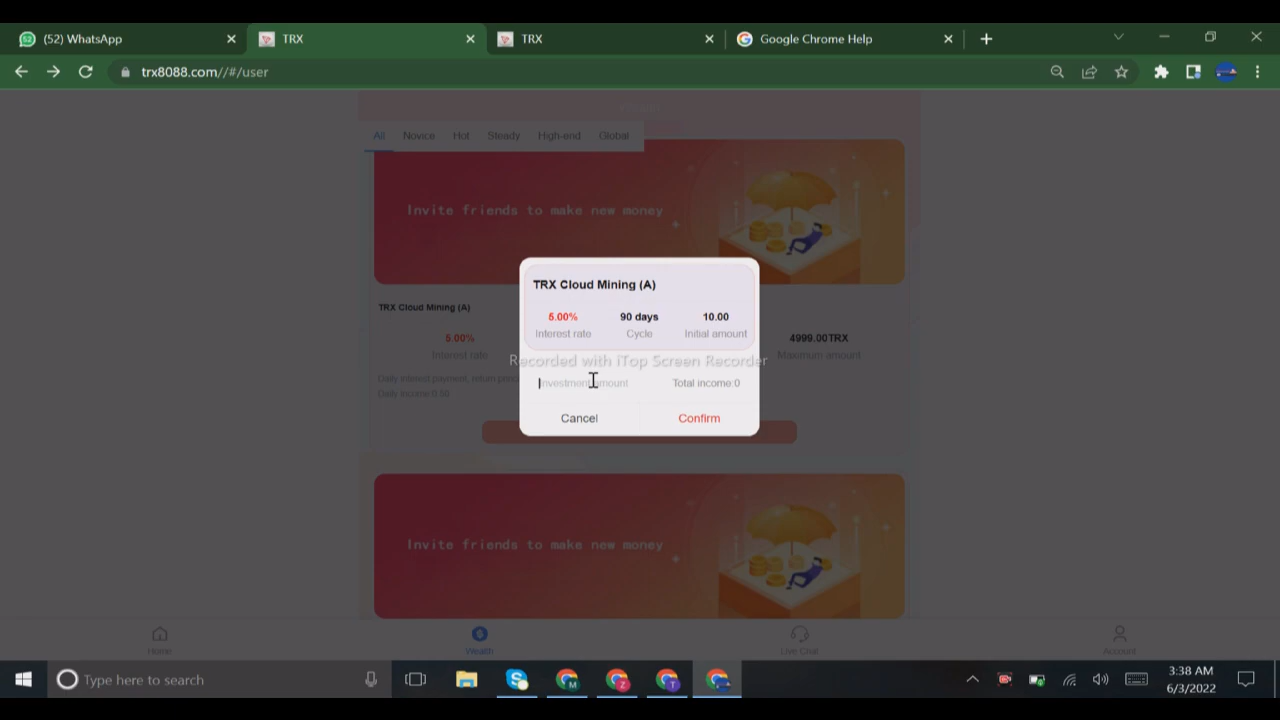 (52) WhatsApp
TRX
TRX
Google Chrome Help
trx8088.com//#/user
All Novice Hot Steady High-end Global
Invite friends to make new money
TRX Cloud Mining (A)
5.00%
Interest rate
4999.00TRX
Maximum amount
Daily interest payment, return
Daily Income:0.50
TRX Cloud Mining (A)
5.00% 90 days 10.00
Interest rate Cycle Initial amount
Recorded with iTop Screen Recorder
Investment amount Total income:0
Cancel Confirm
Invite friends to make new money
Home Wealth Live Chat Account
Type here to search
3:38 AM
6/3/2022